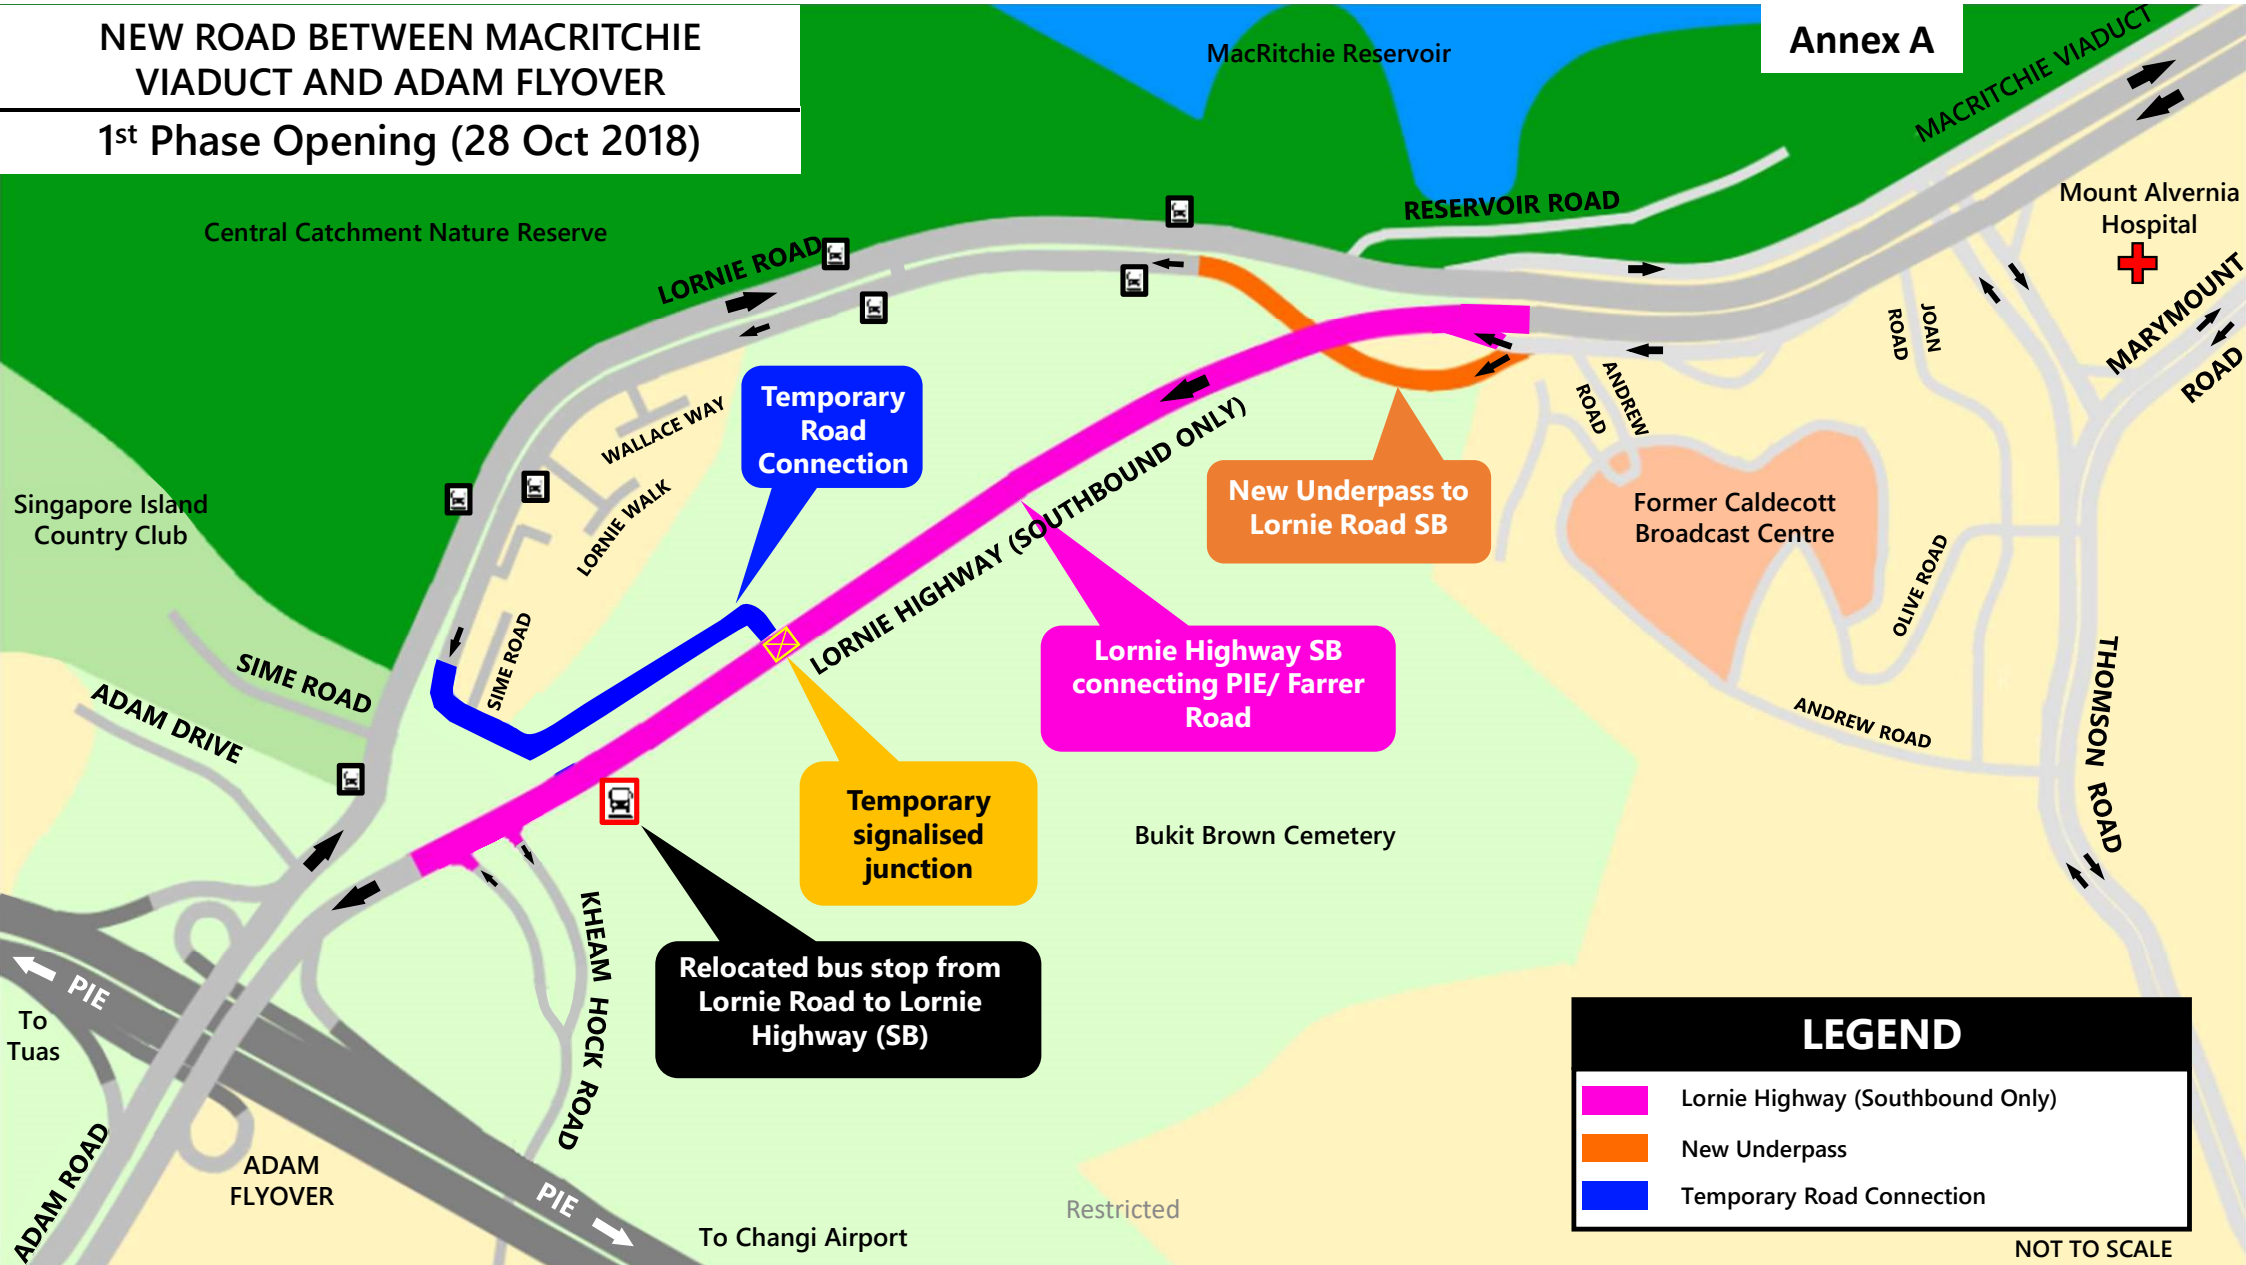 NEW ROAD BETWEEN MACRITCHIE
VIADUCT AND ADAM FLYOVER
1st Phase Opening (28 Oct 2018)
Annex A
MacRitchie Reservoir
MACRITCHIE VIADUCT
Central Catchment Nature Reserve
LORNIE ROAD
RESERVOIR ROAD
Mount Alvernia
Hospital
MARYMOUNT
ROAD
JOAN
ROAD
ANDREW
ROAD
Temporary
Road
Connection
WALLACE WAY
LORNIE WALK
Singapore Island
Country Club
LORNIE HIGHWAY (SOUTHBOUND ONLY)
New Underpass to
Lornie Road SB
Former Caldecott
Broadcast Centre
OLIVE ROAD
SIME ROAD
SIME ROAD
ADAM DRIVE
Lornie Highway SB
connecting PIE/ Farrer
Road
ANDREW ROAD
THOMSON ROAD
Temporary
signalised
junction
Bukit Brown Cemetery
KHEAM HOCK ROAD
Relocated bus stop from
Lornie Road to Lornie
Highway (SB)
PIE
To
Tuas
ADAM ROAD
ADAM
FLYOVER
PIE
To Changi Airport
Restricted
LEGEND
Lornie Highway (Southbound Only)
New Underpass
Temporary Road Connection
NOT TO SCALE